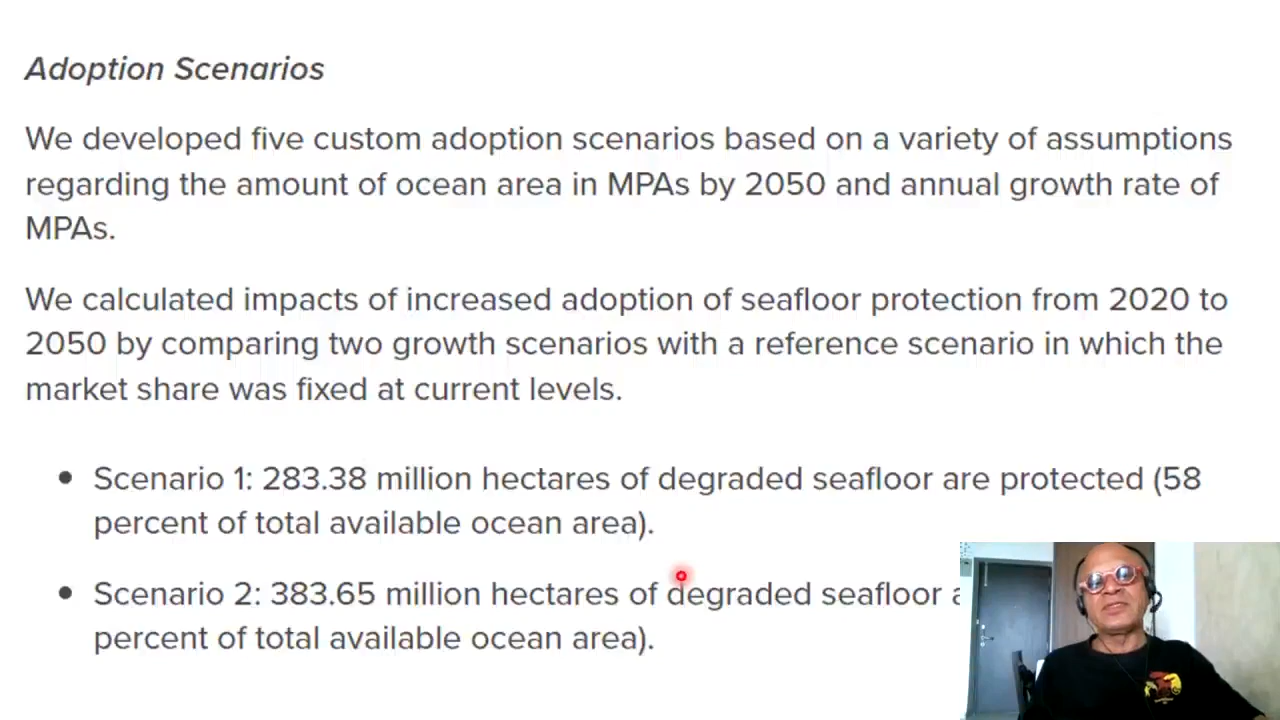 Adoption Scenarios
We developed five custom adoption scenarios based on a variety of assumptions
regarding the amount of ocean area in MPAs by 2050 and annual growth rate of
MPAs.
We calculated impacts of increased adoption of seafloor protection from 2020 to
2050 by comparing two growth scenarios with a reference scenario in which the
market share was fixed at current levels.
• Scenario 1: 283.38 million hectares of degraded seafloor are protected (58
percent of total available ocean area).
• Scenario 2: 383.65 million hectares of degraded seafloor
percent of total available ocean area).